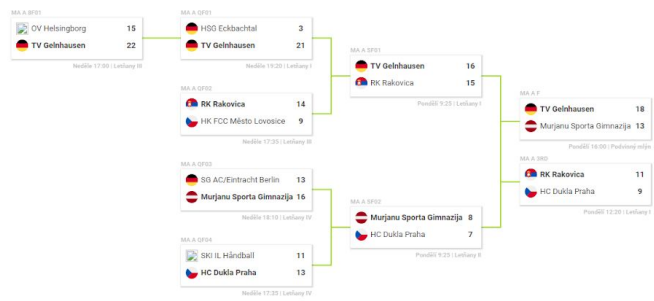 MA A 8F01
OV Helsingborg 15
TV Gelnhausen 22
Neděle 17:00 | Letňany III
MA A QF01
HSG Eckbachtal 3
TV Gelnhausen 21
Neděle 19:20 | Letňany I
MA A QF02
RK Rakovica 14
HK FCC Město Lovosice 9
Neděle 17:35 | Letňany III
MA A QF03
SG AC/Eintracht Berlin 13
Murjanu Sporta Gimnazija 16
Neděle 18:10 | Letňany IV
MA A QF04
SKI IL Håndball 11
HC Dukla Praha 13
Neděle 17:35 | Letňany IV
MA A SF01
TV Gelnhausen 16
RK Rakovica 15
Pondělí 9:25 | Letňany I
MA A SF02
Murjanu Sporta Gimnazija 8
HC Dukla Praha 7
Pondělí 9:25 | Letňany II
MA A F
TV Gelnhausen 18
Murjanu Sporta Gimnazija 13
Pondělí 16:00 |
MA A 3RD
RK Rakovica 11
HC Dukla Praha 9
Pondělí 12:20 | Letňany I